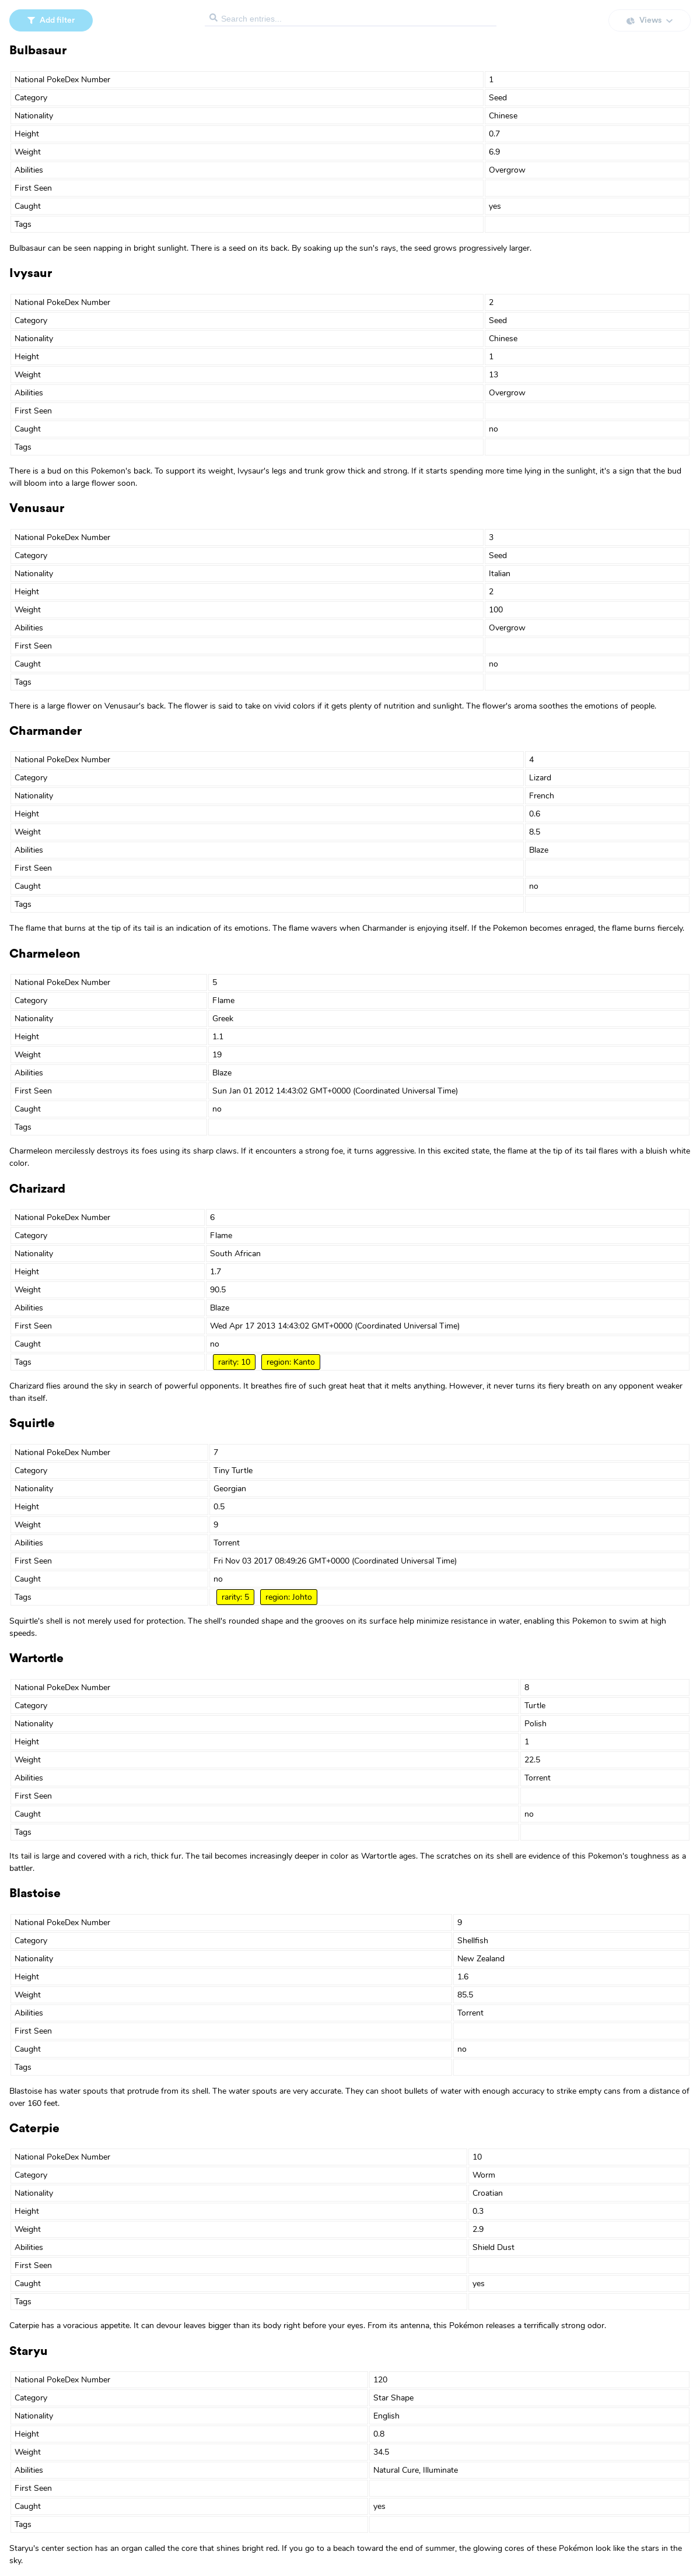 Add filter
Search entries...
Views
Bulbasaur
National PokeDex Number 1
Category Seed
Nationality Chinese
Height 0.7
Weight 6.9
Abilities Overgrow
First Seen
Caught yes
Tags
Bulbasaur can be seen napping in bright sunlight. There is a seed on its back. By soaking up the sun's rays, the seed grows progressively larger.
Ivysaur
National PokeDex Number 2
Category Seed
Nationality Chinese
Height 1
Weight 13
Abilities Overgrow
First Seen
Caught no
Tags
There is a bud on this Pokemon's back. To support its weight, Ivysaur's legs and trunk grow thick and strong. If it starts spending more time lying in the sunlight, it's a sign that the bud
will bloom into a large flower soon.
Venusaur
National PokeDex Number 3
Category Seed
Nationality Italian
Height 2
Weight 100
Abilities Overgrow
First Seen
Caught no
Tags
There is a large flower on Venusaur's back. The flower is said to take on vivid colors if it gets plenty of nutrition and sunlight. The flower's aroma soothes the emotions of people.
Charmander
National PokeDex Number 4
Category Lizard
Nationality French
Height 0.6
Weight 8.5
Abilities Blaze
First Seen
Caught no
Tags
The flame that burns at the tip of its tail is an indication of its emotions. The flame wavers when Charmander is enjoying itself. If the Pokemon becomes enraged, the flame burns fiercely.
Charmeleon
National PokeDex Number 5
Category Flame
Nationality Greek
Height 1.1
Weight 19
Abilities Blaze
First Seen Sun Jan 01 2012 14:43:02 GMT+0000 (Coordinated Universal Time)
Caught no
Tags
Charmeleon mercilessly destroys its foes using its sharp claws. If it encounters a strong foe, it turns aggressive. In this excited state, the flame at the tip of its tail flares with a bluish white
color.
Charizard
National PokeDex Number 6
Category Flame
Nationality South African
Height 1.7
Weight 90.5
Abilities Blaze
First Seen Wed Apr 17 2013 14:43:02 GMT+0000 (Coordinated Universal Time)
Caught no
Tags rarity: 10 region: Kanto
Charizard flies around the sky in search of powerful opponents. It breathes fire of such great heat that it melts anything. However, it never turns its fiery breath on any opponent weaker
than itself.
Squirtle
National PokeDex Number 7
Category Tiny Turtle
Nationality Georgian
Height 0.5
Weight 9
Abilities Torrent
First Seen Fri Nov 03 2017 08:49:26 GMT+0000 (Coordinated Universal Time)
Caught no
Tags rarity: 5 region: Johto
Squirtle's shell is not merely used for protection. The shell's rounded shape and the grooves on its surface help minimize resistance in water, enabling this Pokemon to swim at high
speeds.
Wartortle
National PokeDex Number 8
Category Turtle
Nationality Polish
Height 1
Weight 22.5
Abilities Torrent
First Seen
Caught no
Tags
Its tail is large and covered with a rich, thick fur. The tail becomes increasingly deeper in color as Wartortle ages. The scratches on its shell are evidence of this Pokemon's toughness as a
battler.
Blastoise
National PokeDex Number 9
Category Shellfish
Nationality New Zealand
Height 1.6
Weight 85.5
Abilities Torrent
First Seen
Caught no
Tags
Blastoise has water spouts that protrude from its shell. The water spouts are very accurate. They can shoot bullets of water with enough accuracy to strike empty cans from a distance of
over 160 feet.
Caterpie
National PokeDex Number 10
Category Worm
Nationality Croatian
Height 0.3
Weight 2.9
Abilities Shield Dust
First Seen
Caught yes
Tags
Caterpie has a voracious appetite. It can devour leaves bigger than its body right before your eyes. From its antenna, this Pokémon releases a terrifically strong odor.
Staryu
National PokeDex Number 120
Category Star Shape
Nationality English
Height 0.8
Weight 34.5
Abilities Natural Cure, Illuminate
First Seen
Caught yes
Tags
Staryu's center section has an organ called the core that shines bright red. If you go to a beach toward the end of summer, the glowing cores of these Pokémon look like the stars in the
sky.